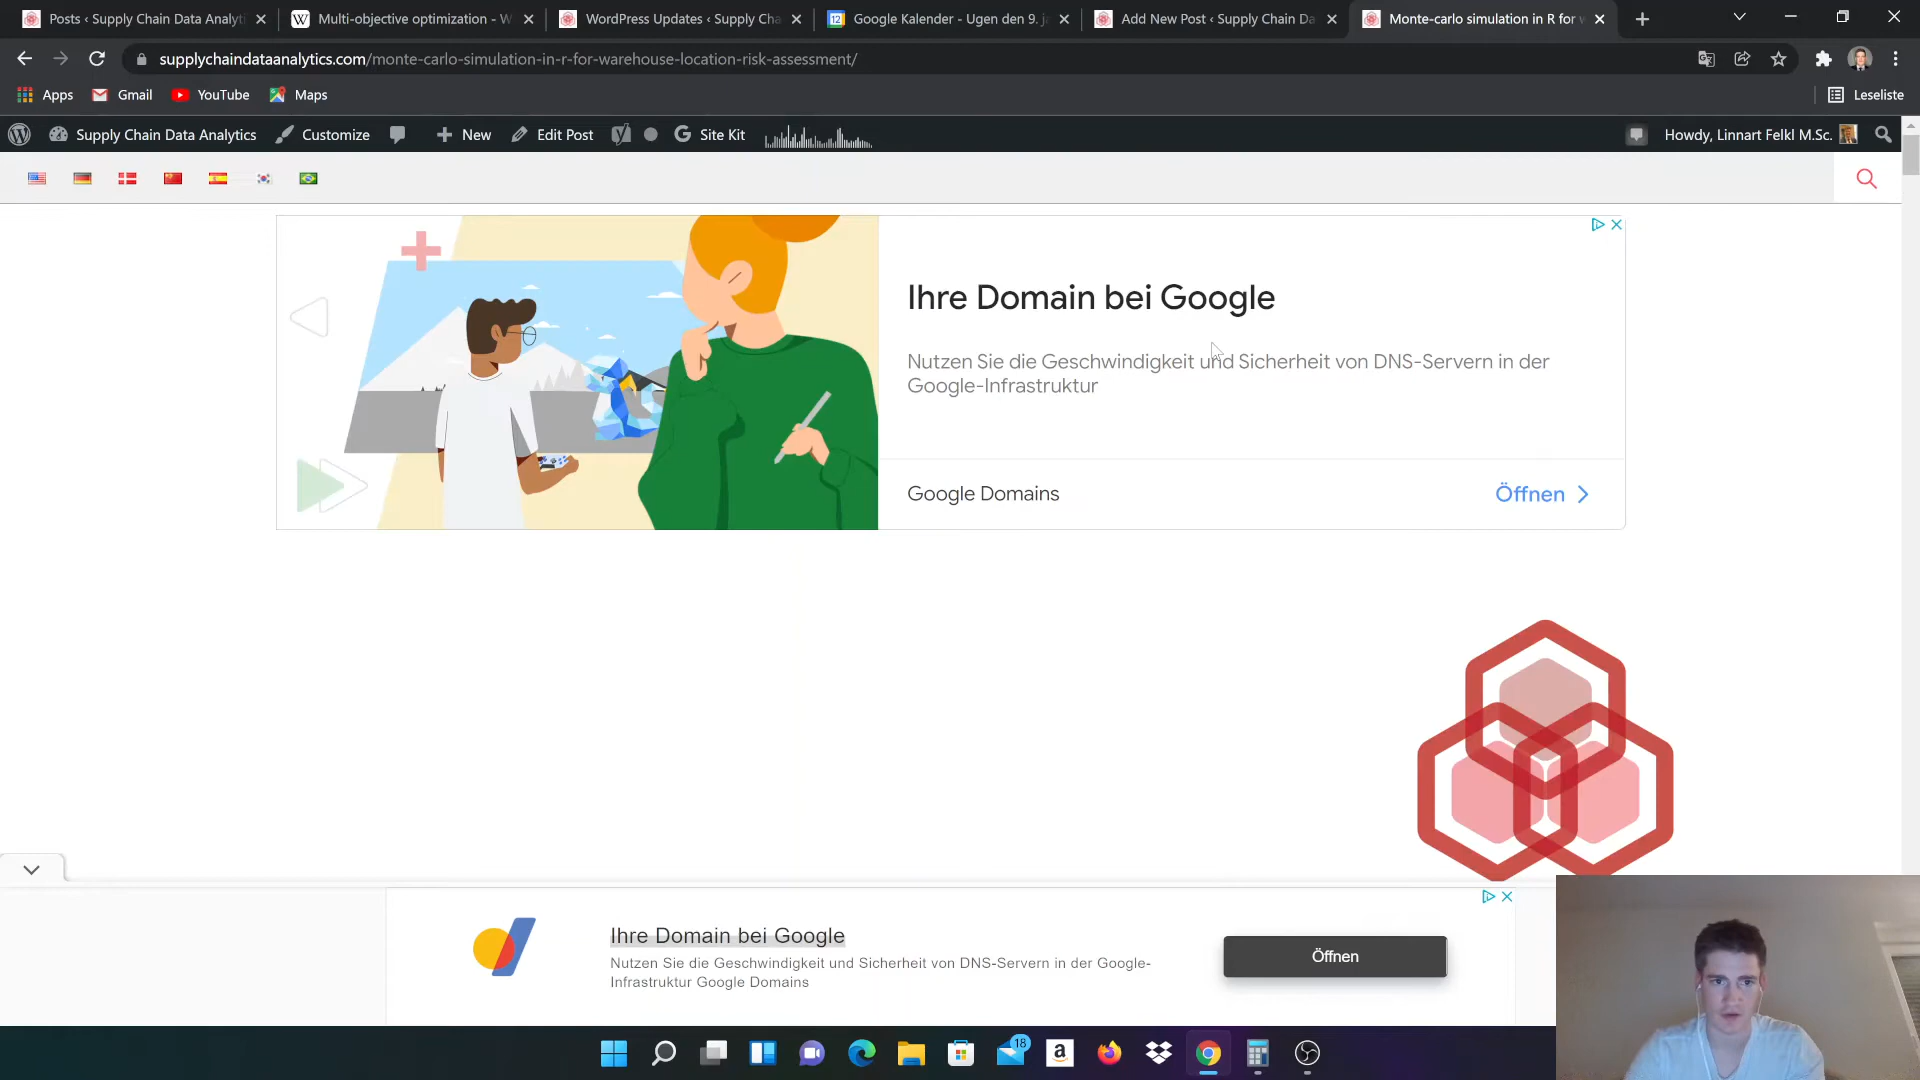 Posts ‹ Supply Chain Data Analyt
Multi-objective optimization - W
WordPress Updates ‹ Supply Cha
Google Kalender - Ugen den 9. ja
Add New Post ‹ Supply Chain Da
Monte-carlo simulation in R for w
supplychaindataanalytics.com/monte-carlo-simulation-in-r-for-warehouse-location-risk-assessment/
Apps
Gmail
YouTube
Maps
Leseliste
Supply Chain Data Analytics
Customize
New
Edit Post
Site Kit
Howdy, Linnart Felkl M.Sc.
Ihre Domain bei Google
Nutzen Sie die Geschwindigkeit und Sicherheit von DNS-Servern in der
Google-Infrastruktur
Google Domains
Öffnen
Ihre Domain bei Google
Nutzen Sie die Geschwindigkeit und Sicherheit von DNS-Servern in der Google-
Infrastruktur Google Domains
Öffnen
18